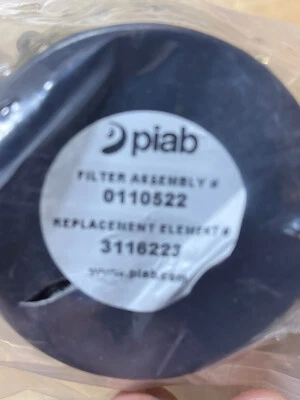 piab
FILTER ASSEMBLY #
0110522
REPLACEMENT ELEMENT #
3116223
www.piab.com